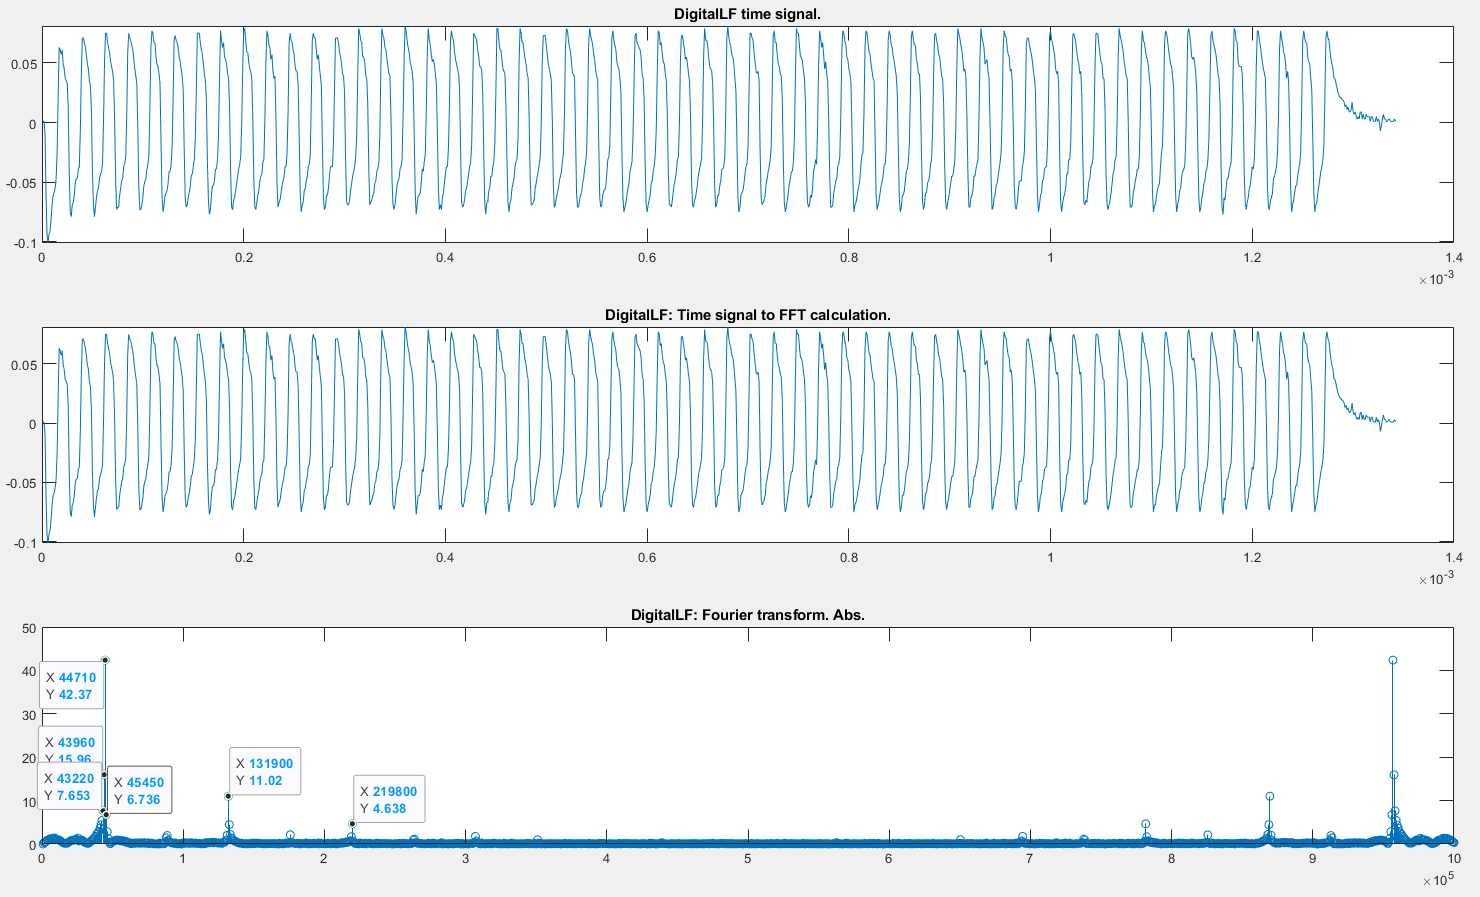 DigitalLF time signal.
0.05
0
-0.05
-0.1
0 0.2 0.4 0.6 0.8 1 1.2 1.4
×10-3
DigitalLF: Time signal to FFT calculation.
0.05
0
-0.05
-0.1
0 0.2 0.4 0.6 0.8 1 1.2 1.4
×10-3
DigitalLF: Fourier transform. Abs.
50
40
30
20
10
0
X 44710
Y 42.37
X 43960
Y 15.96
X 43220
Y 7.653
X 45450
Y 6.736
X 131900
Y 11.02
X 219800
Y 4.638
0 1 2 3 4 5 6 7 8 9 10
×105